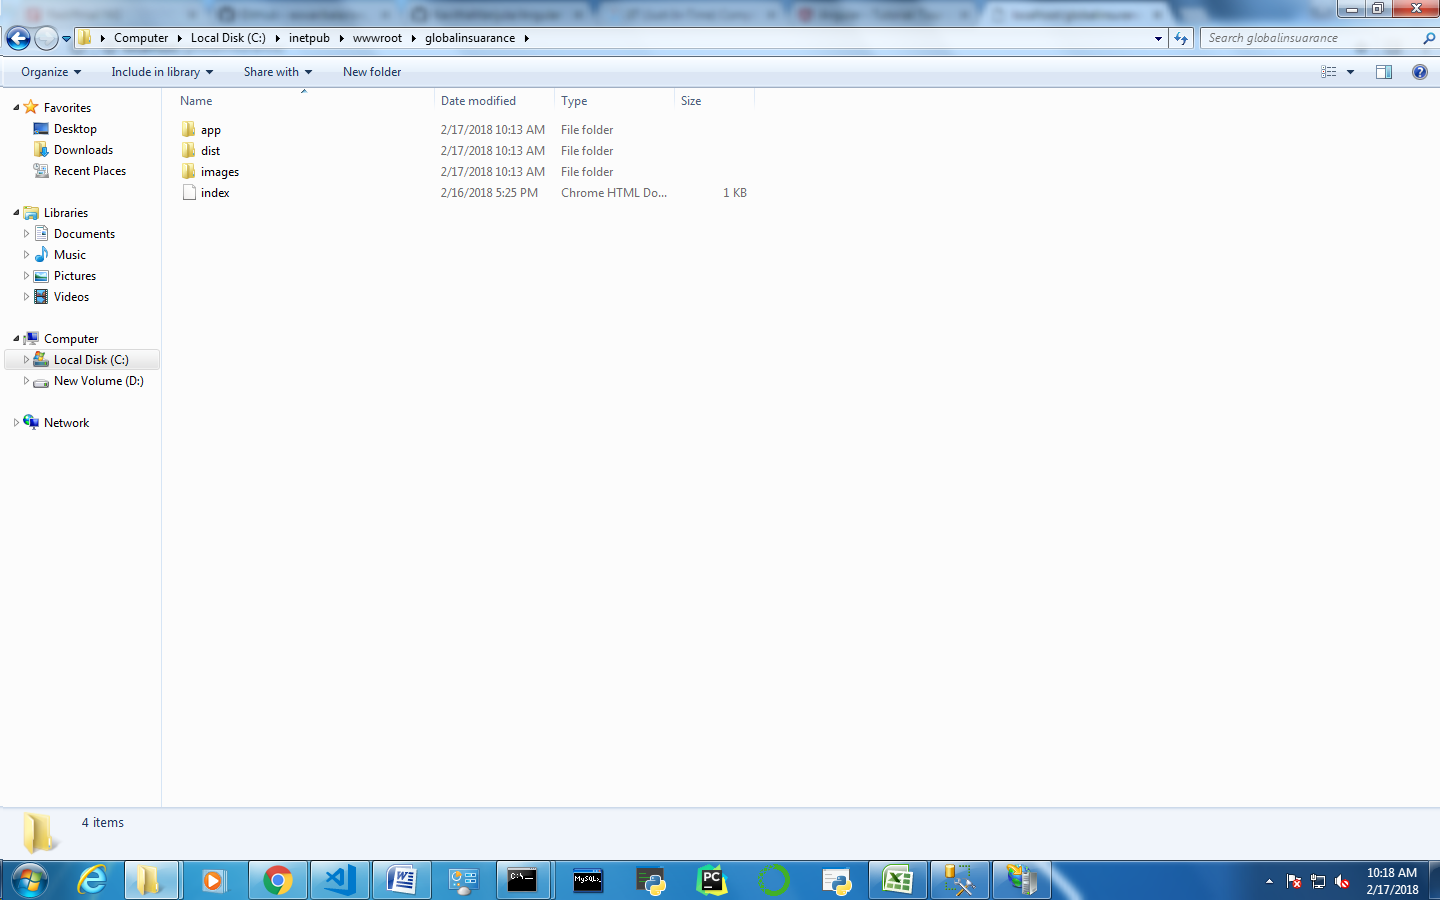 Computer Local Disk (C:) inetpub wwwroot globalinsuarance
Search globalinsuarance
Organize Include in library Share with New folder
Name Date modified Type Size
Favorites
Desktop
Downloads
Recent Places
Libraries
Documents
Music
Pictures
Videos
Computer
Local Disk (C:)
New Volume (D:)
Network
app 2/17/2018 10:13 AM File folder
dist 2/17/2018 10:13 AM File folder
images 2/17/2018 10:13 AM File folder
index 2/16/2018 5:25 PM Chrome HTML Do... 1 KB
4 items
C:\.
MySQL
PC
10:18 AM
2/17/2018